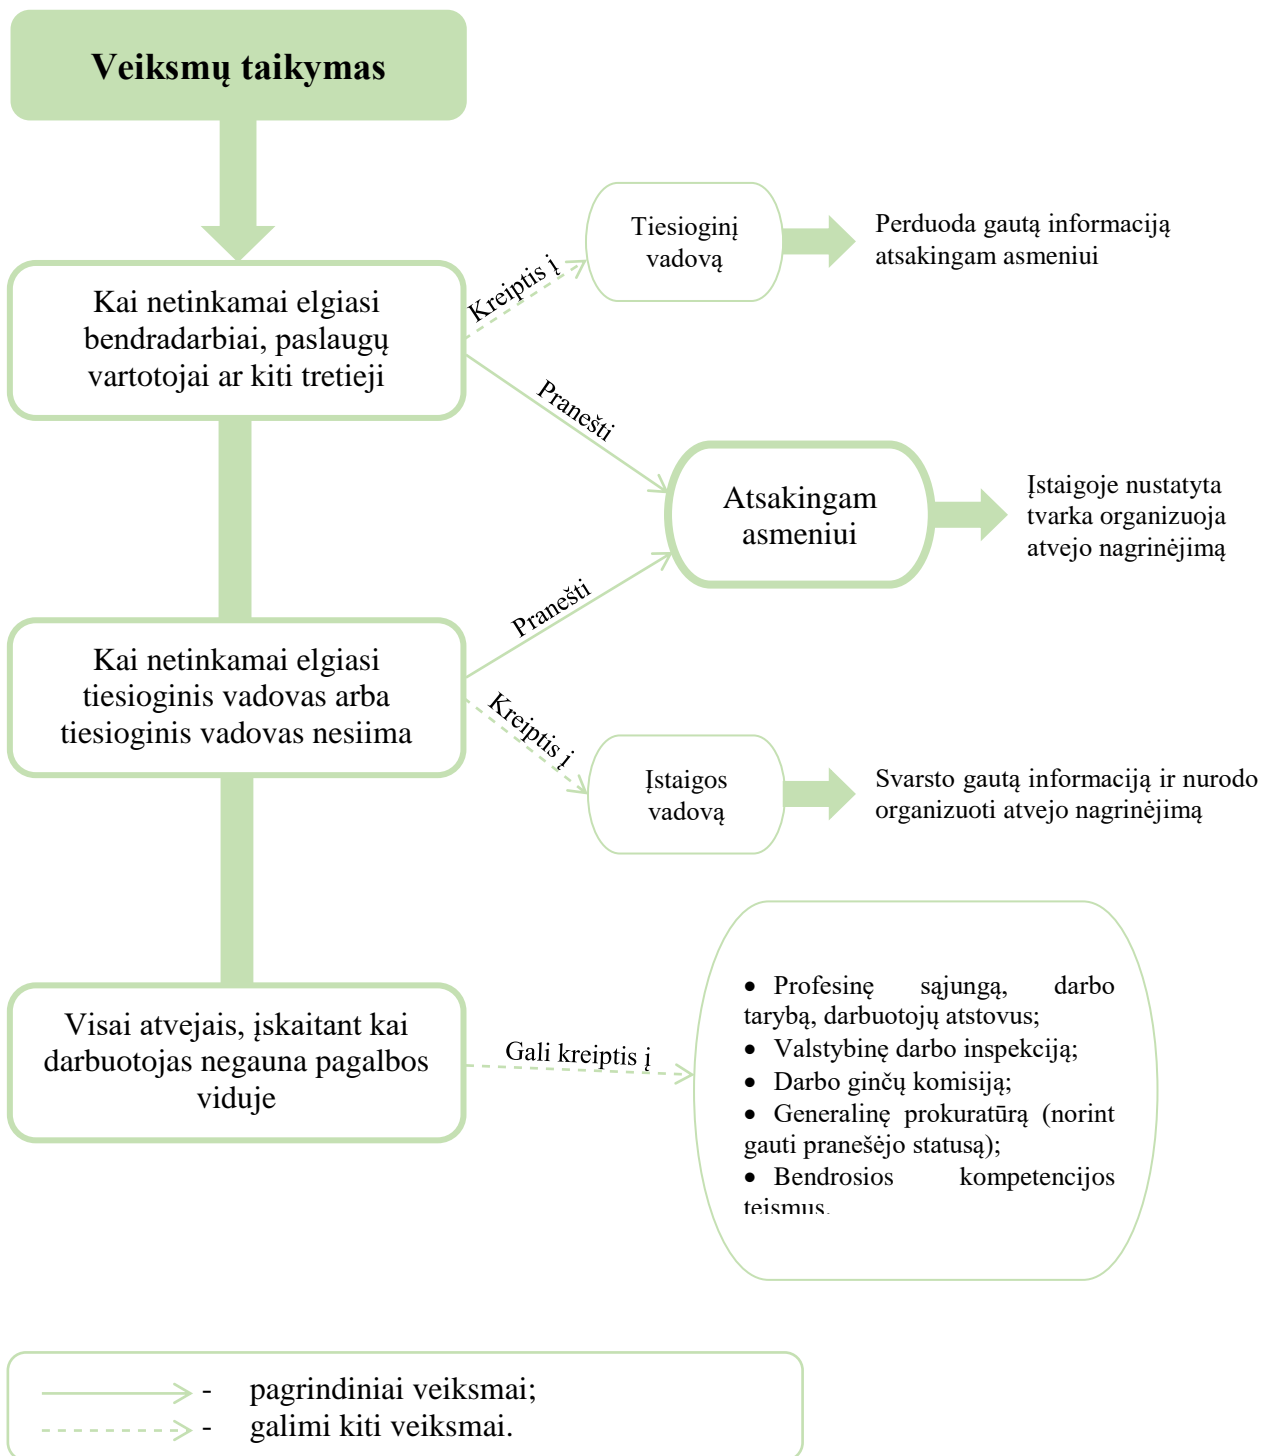 Veiksmų taikymas
Tiesioginį
vadovą
Perduoda gautą informaciją
atsakingam asmeniui
Kreiptis į
Kai netinkamai elgiasi
bendradarbiai, paslaugų
vartotojai ar kiti tretieji
Pranešti
Atsakingam
asmeniui
Įstaigoje nustatyta
tvarka organizuoja
atvejo nagrinėjimą
Pranešti
Kai netinkamai elgiasi
tiesioginis vadovas arba
tiesioginis vadovas nesiima
Kreiptis į
Įstaigos
vadovą
Svarsto gautą informaciją ir nurodo
organizuoti atvejo nagrinėjimą
Visai atvejais, įskaitant kai
darbuotojas negauna pagalbos
viduje
Gali kreiptis į
• Profesinę sąjungą, darbo
tarybą, darbuotojų atstovus;
• Valstybinę darbo inspekciją;
• Darbo ginčų komisiją;
• Generalinę prokuratūrą (norint
gauti pranešėjo statusą);
• Bendrosios kompetencijos
teismus.
- pagrindiniai veiksmai;
- galimi kiti veiksmai.